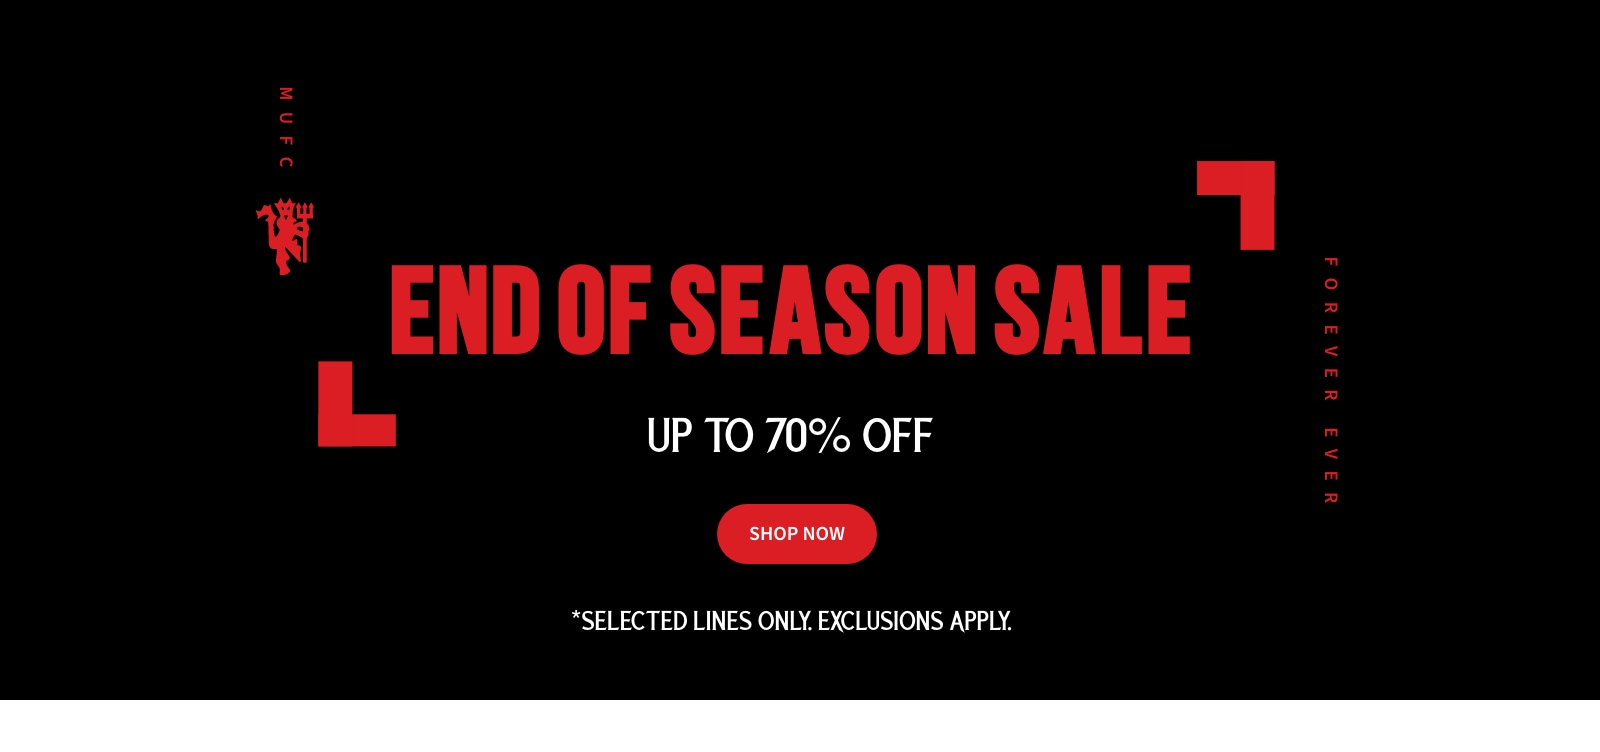 MUFC
END OF SEASON SALE
UP TO 70% OFF
SHOP NOW
*SELECTED LINES ONLY. EXCLUSIONS APPLY.
FOREVER EVER